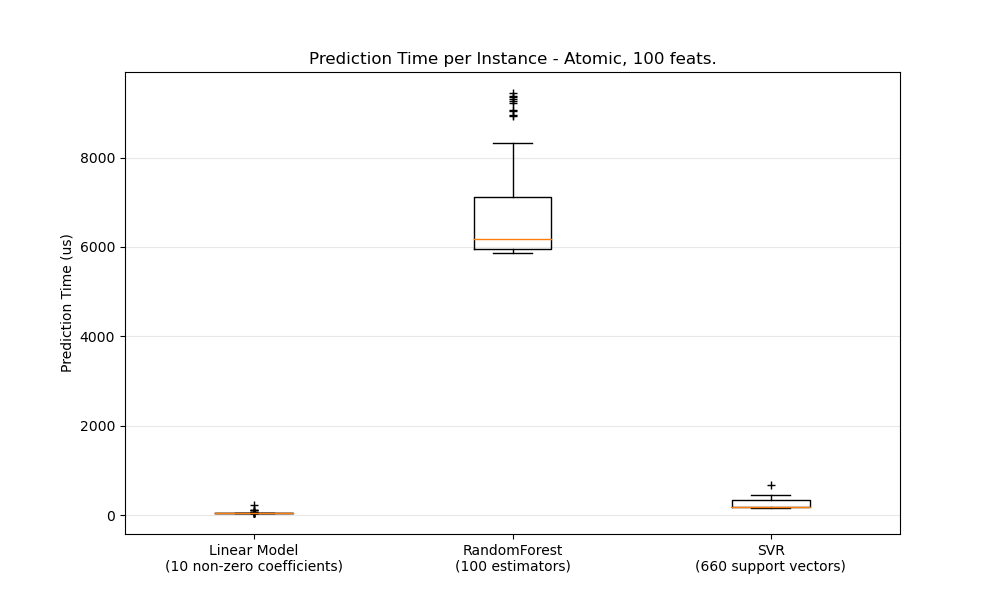 Prediction Time per Instance - Atomic, 100 feats.
Prediction Time (us)
8000
6000
4000
2000
0
Linear Model
(10 non-zero coefficients)
RandomForest
(100 estimators)
SVR
(660 support vectors)